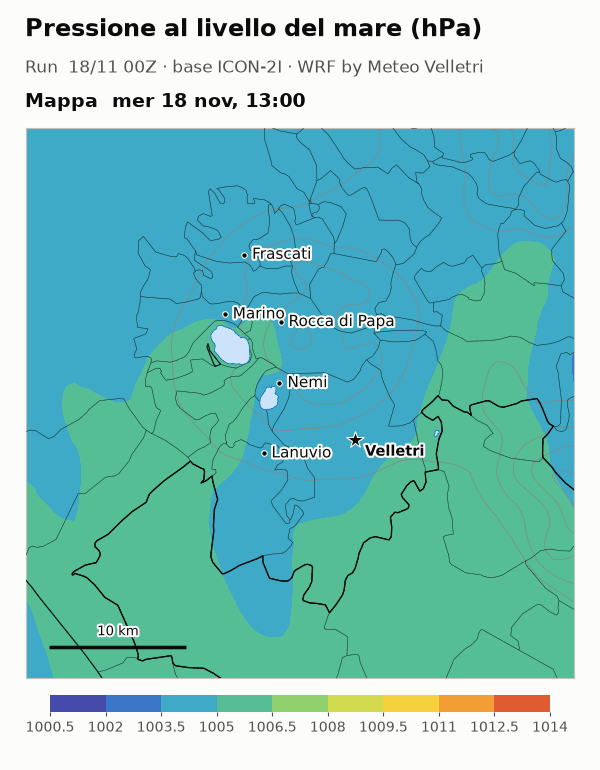 Pressione al livello del mare (hPa)
Run 18/11 00Z · base ICON-2I · WRF by Meteo Velletri
Mappa mer 18 nov, 13:00
Frascati
Marino
Rocca di Papa
Nemi
Velletri
Lanuvio
10 km
1000.5 1002 1003.5 1005 1006.5 1008 1009.5 1011 1012.5 1014